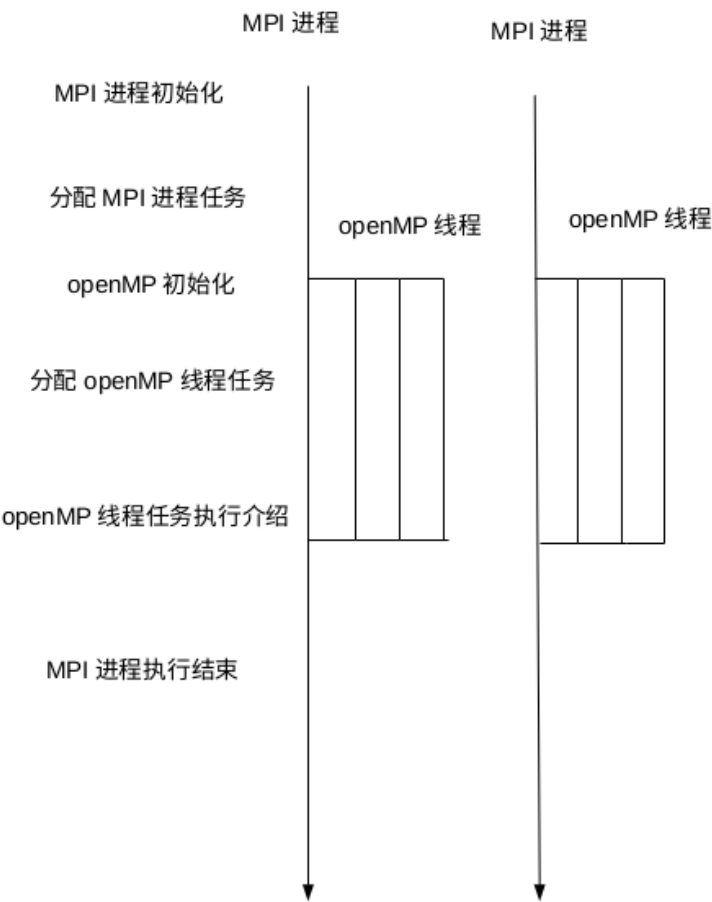 MPI 进程
MPI 进程
MPI 进程初始化
分配 MPI 进程任务
openMP 线程
openMP 线程
openMP 初始化
分配 openMP 线程任务
openMP 线程任务执行介绍
MPI 进程执行结束